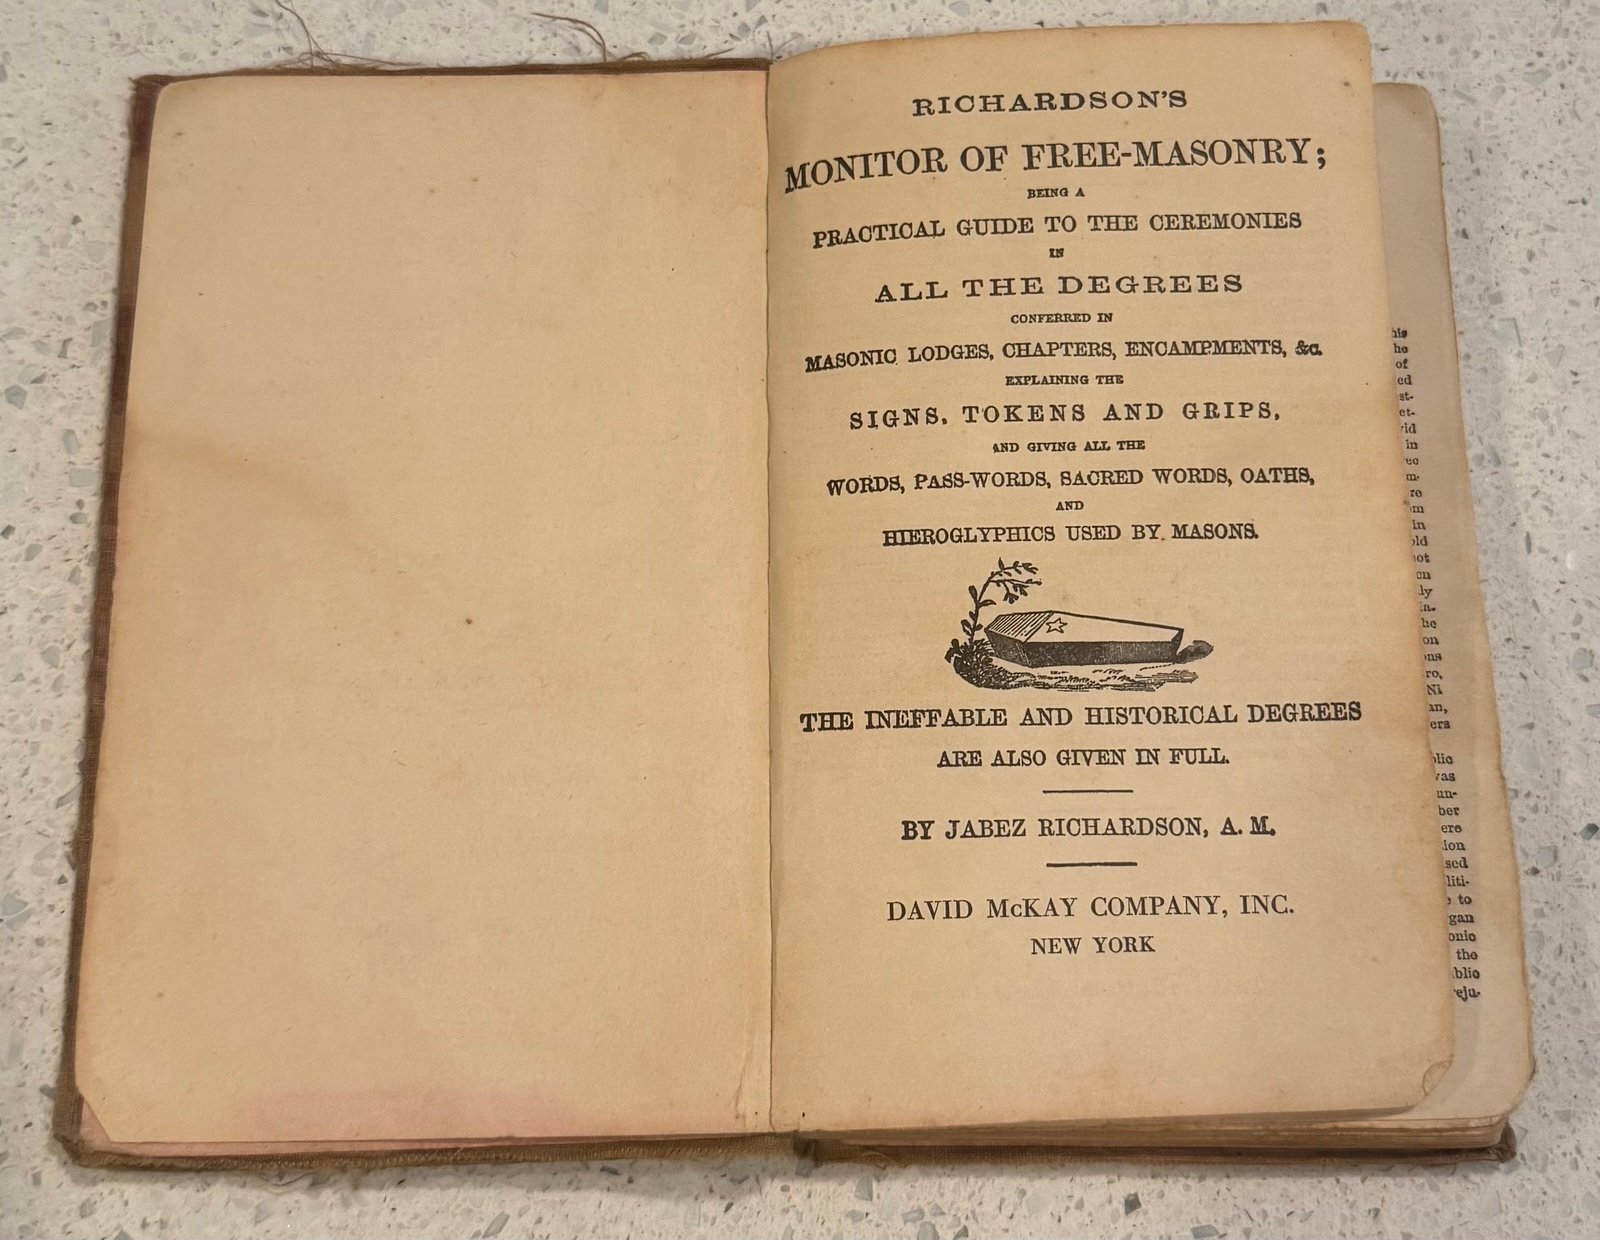 RICHARDSON'S
MONITOR OF FREE-MASONRY;
BEING A
PRACTICAL GUIDE TO THE CEREMONIES
IN
ALL THE DEGREES
CONFERRED IN
MASONIC LODGES, CHAPTERS, ENCAMPMENTS, &c.
EXPLAINING THE
SIGNS, TOKENS AND GRIPS,
AND GIVING ALL THE
WORDS, PASS-WORDS, SACRED WORDS, OATHS,
AND
HIEROGLYPHICS USED BY MASONS.
THE INEFFABLE AND HISTORICAL DEGREES
ARE ALSO GIVEN IN FULL.
BY JABEZ RICHARDSON, A. M.
DAVID McKAY COMPANY, INC.
NEW YORK